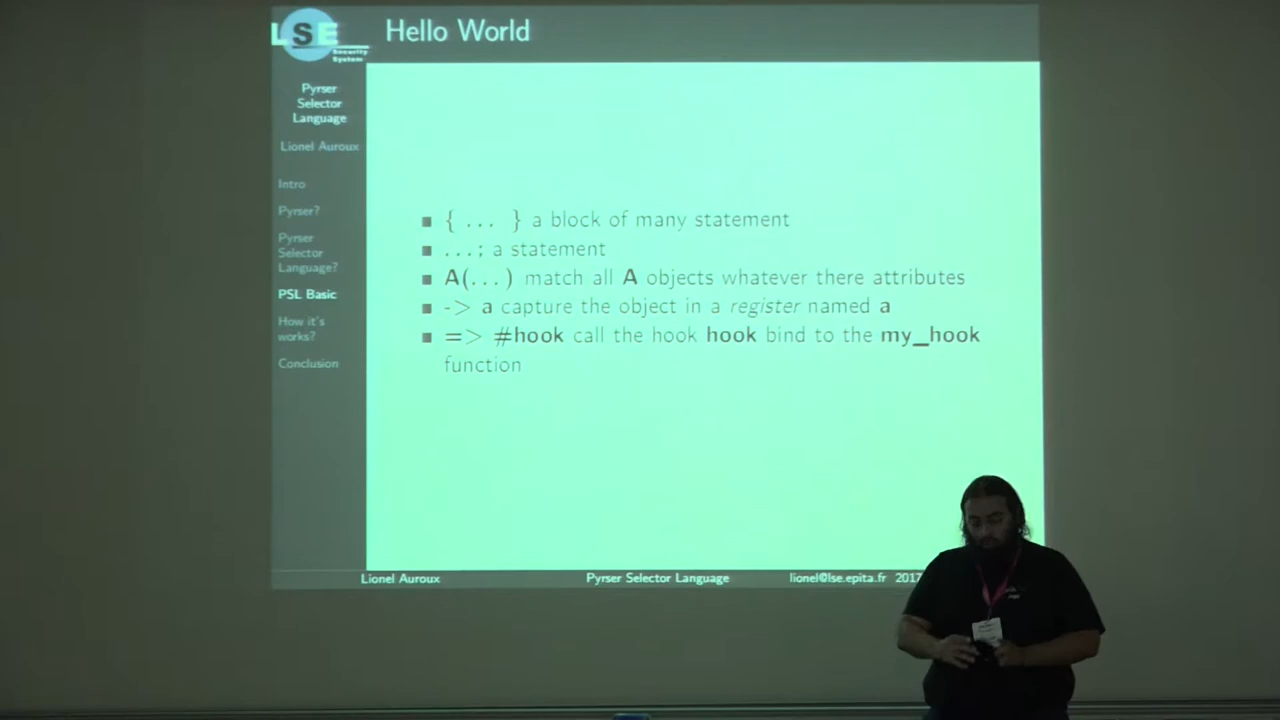 LSE
Security
System
Hello World
Pyrser
Selector
Language
Lionel Auroux
Intro
Pyrser?
Pyrser
Selector
Language?
PSL Basic
How it's
works?
Conclusion
{ ... } a block of many statement
...; a statement
A(...) match all A objects whatever there attributes
-> a capture the object in a register named a
=> #hook call the hook hook bind to the my_hook
function
Lionel Auroux
Pyrser Selector Language
lionel@lse.epita.fr 2017